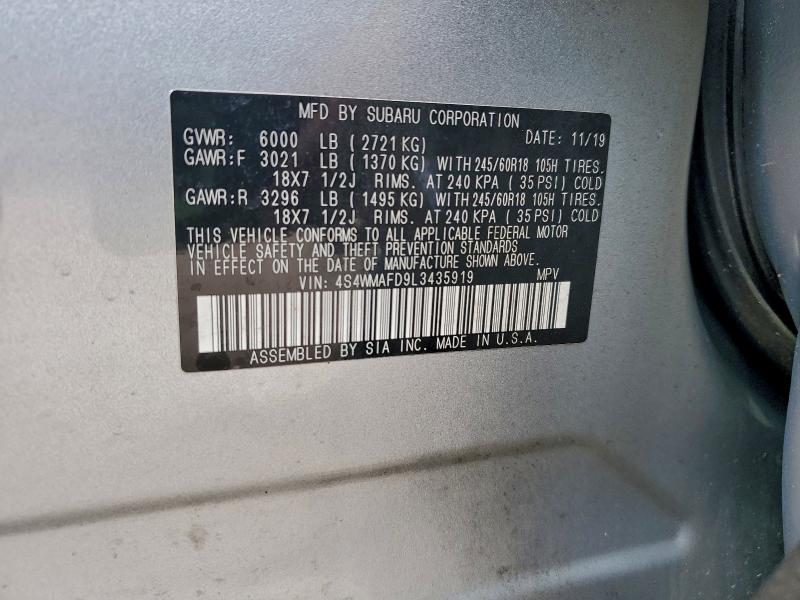 MFD BY SUBARU CORPORATION
GVWR: 6000 LB ( 2721 KG) DATE: 11/19
GAWR:F 3021 LB ( 1370 KG) WITH 245/60R18 105H TIRES.
18X7 1/2J RIMS. AT 240 KPA ( 35 PSI) COLD
GAWR:R 3296 LB ( 1495 KG) WITH 245/60R18 105H TIRES.
18X7 1/2J RIMS. AT 240 KPA ( 35 PSI) COLD
THIS VEHICLE CONFORMS TO ALL APPLICABLE FEDERAL MOTOR
VEHICLE SAFETY AND THEFT PREVENTION STANDARDS
IN EFFECT ON THE DATE OF MANUFACTURE SHOWN ABOVE.
VIN: 4S4WMAFD9L3435919 MPV
ASSEMBLED BY SIA INC. MADE IN U.S.A.